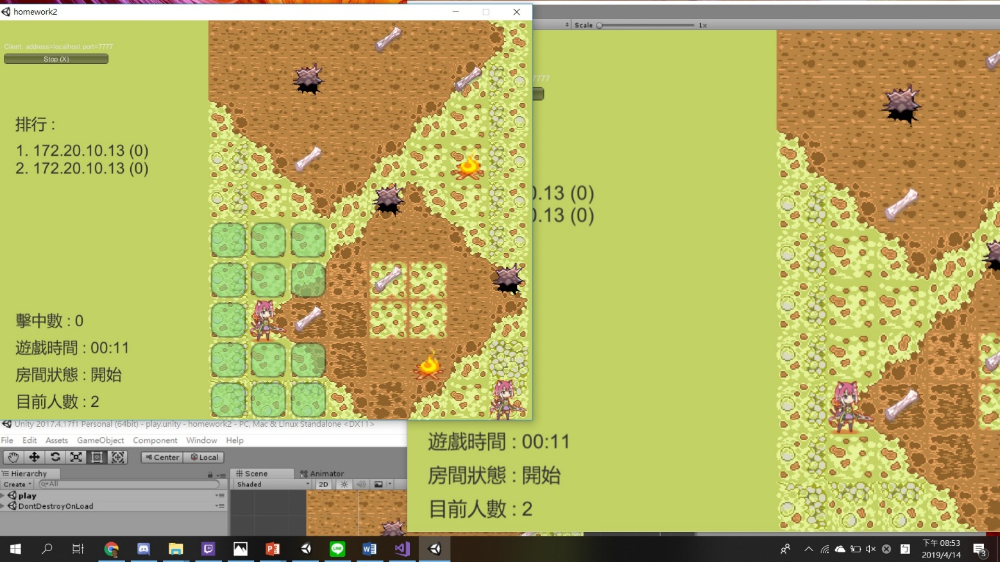 homework2
Client: address=localhost port=7777
Stop (X)
排行 :
1. 172.20.10.13 (0)
2. 172.20.10.13 (0)
擊中數 : 0
遊戲時間 : 00:11
房間狀態 : 開始
目前人數 : 2
Scale 1x
7777
0.13 (0)
0.13 (0)
遊戲時間 : 00:11
房間狀態 : 開始
目前人數 : 2
Unity 2017.4.17f1 Personal (64bit) - play.unity - homework2 - PC, Mac & Linux Standalone <DX11>
File Edit Assets GameObject Component Window Help
Center Local
Hierarchy
Create All
play
DontDestroyOnLoad
Scene Animator
Shaded 2D
下午 08:53
2019/4/14
3